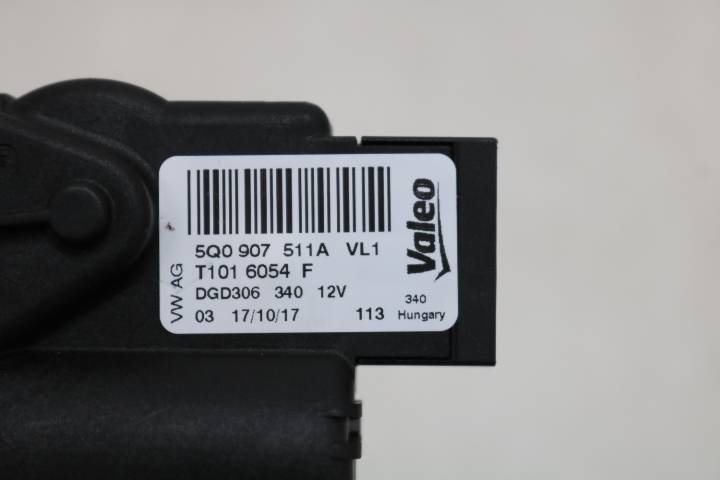 5Q0 907 511A VL1
T101 6054 F
DGD306 340 12V
03 17/10/17 113
VW AG
Valeo
340
Hungary